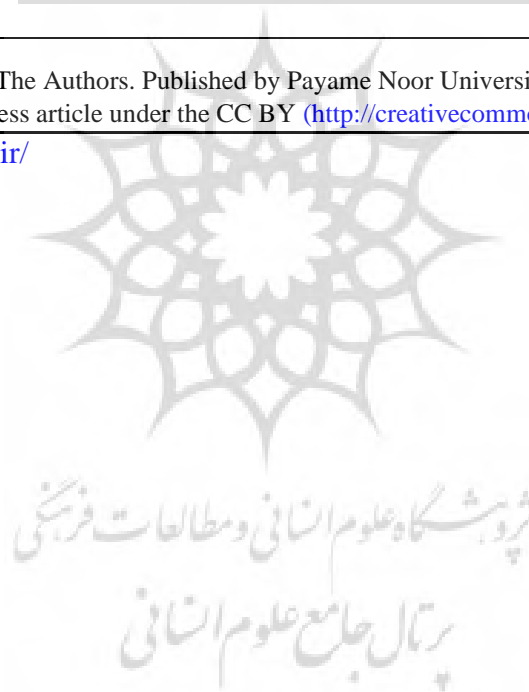 The Authors. Published by Payame Noor Universi
ess article under the CC BY (http://creativecomm
ir/
پژوهشگاه علوم انسانی و مطالعات فرهنگی
پرتال جامع علوم انسانی